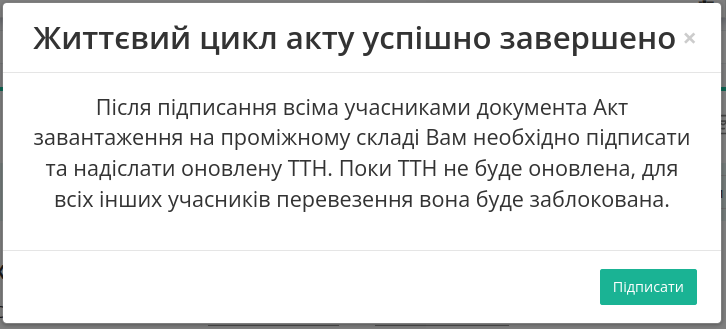 Життєвий цикл акту успішно завершено ×
Після підписання всіма учасниками документа Акт
завантаження на проміжному складі Вам необхідно підписати
та надіслати оновлену ТТН. Поки ТТН не буде оновлена, для
всіх інших учасників перевезення вона буде заблокована.
Підписати